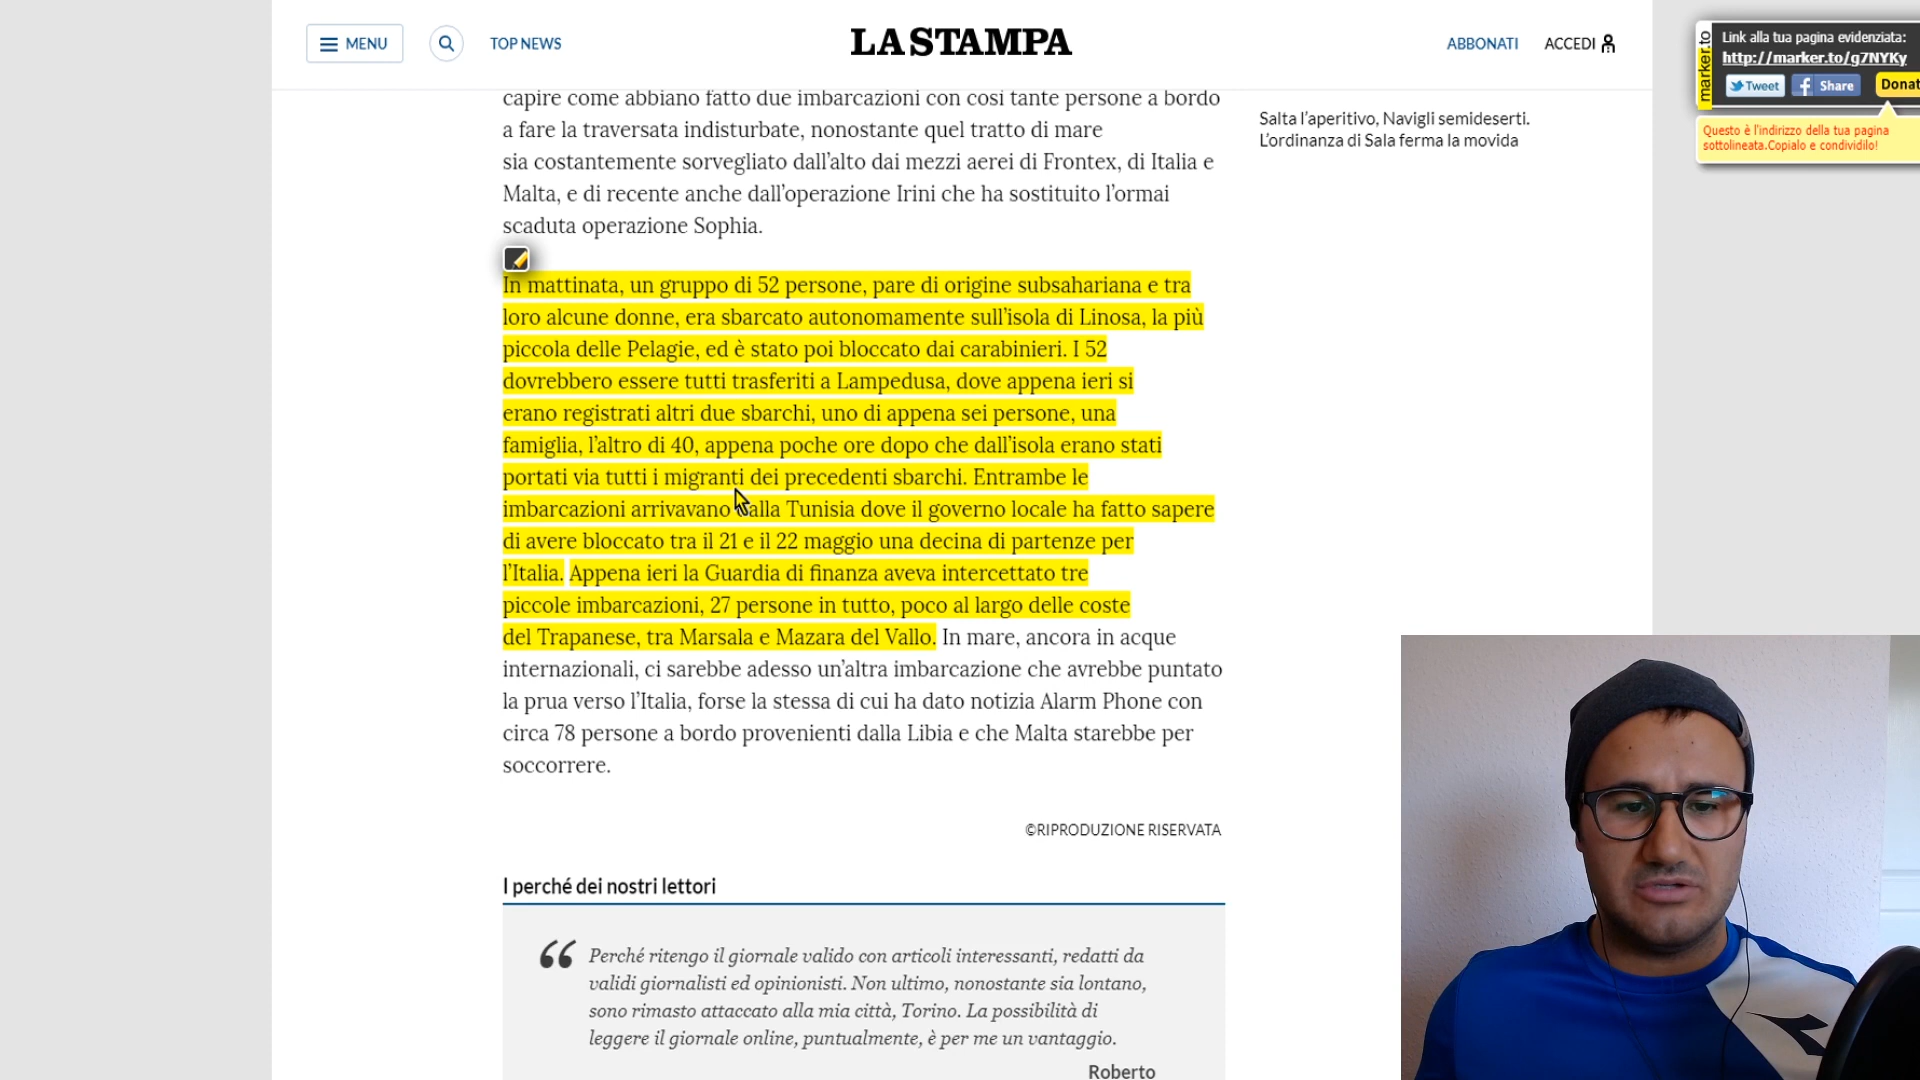 MENU
TOP NEWS
LA STAMPA
ABBONATI
ACCEDI
marker.to
Link alla tua pagina evidenziata:
http://marker.to/g7NYKy
Tweet
Share
Donat
Questo è l'indirizzo della tua pagina
sottolineata.Copialo e condividilo!
capire come abbiano fatto due imbarcazioni con così tante persone a bordo
a fare la traversata indisturbate, nonostante quel tratto di mare
sia costantemente sorvegliato dall'alto dai mezzi aerei di Frontex, di Italia e
Malta, e di recente anche dall'operazione Irini che ha sostituito l'ormai
scaduta operazione Sophia.
Salta l'aperitivo, Navigli semideserti.
L'ordinanza di Sala ferma la movida
In mattinata, un gruppo di 52 persone, pare di origine subsahariana e tra
loro alcune donne, era sbarcato autonomamente sull'isola di Linosa, la più
piccola delle Pelagie, ed è stato poi bloccato dai carabinieri. I 52
dovrebbero essere tutti trasferiti a Lampedusa, dove appena ieri si
erano registrati altri due sbarchi, uno di appena sei persone, una
famiglia, l'altro di 40, appena poche ore dopo che dall'isola erano stati
portati via tutti i migranti dei precedenti sbarchi. Entrambe le
imbarcazioni arrivavano dalla Tunisia dove il governo locale ha fatto sapere
di avere bloccato tra il 21 e il 22 maggio una decina di partenze per
l'Italia. Appena ieri la Guardia di finanza aveva intercettato tre
piccole imbarcazioni, 27 persone in tutto, poco al largo delle coste
del Trapanese, tra Marsala e Mazara del Vallo. In mare, ancora in acque
internazionali, ci sarebbe adesso un'altra imbarcazione che avrebbe puntato
la prua verso l'Italia, forse la stessa di cui ha dato notizia Alarm Phone con
circa 78 persone a bordo provenienti dalla Libia e che Malta starebbe per
soccorrere.
©RIPRODUZIONE RISERVATA
I perché dei nostri lettori
“ Perché ritengo il giornale valido con articoli interessanti, redatti da
validi giornalisti ed opinionisti. Non ultimo, nonostante sia lontano,
sono rimasto attaccato alla mia città, Torino. La possibilità di
leggere il giornale online, puntualmente, è per me un vantaggio.
Roberto